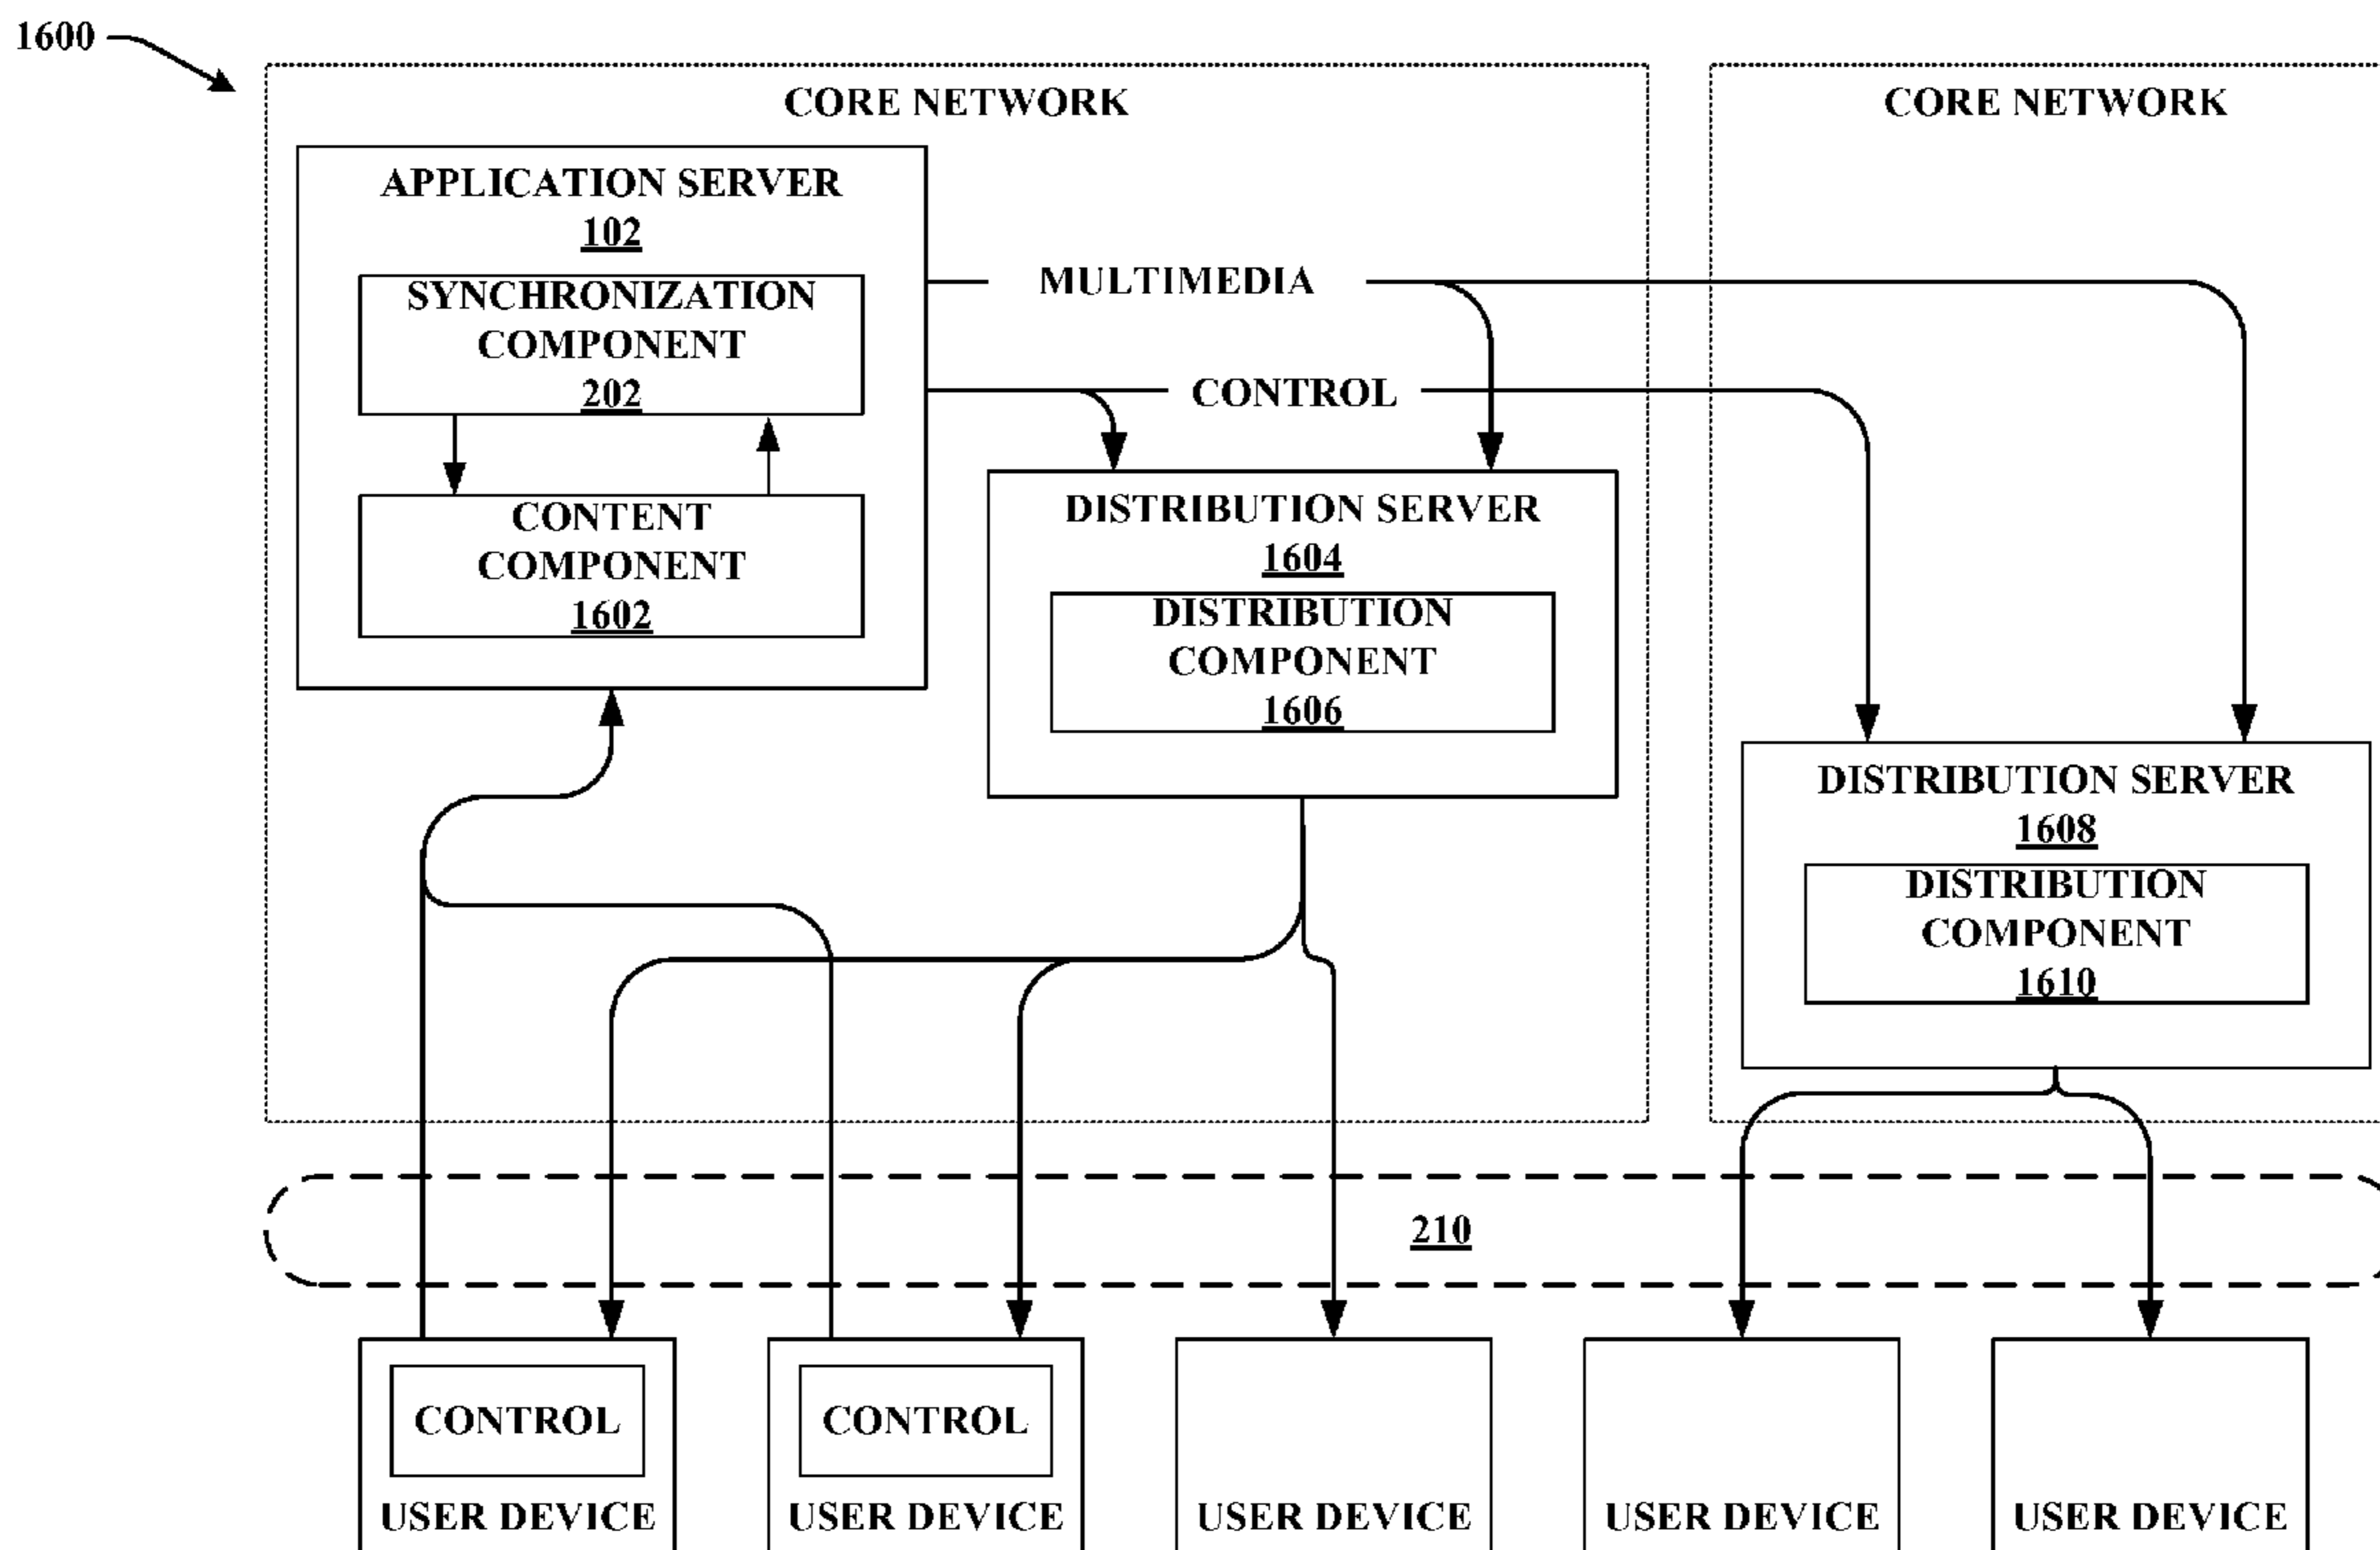 1600
CORE NETWORK
CORE NETWORK
APPLICATION SERVER
102
SYNCHRONIZATION
COMPONENT
202
CONTENT
COMPONENT
1602
MULTIMEDIA
CONTROL
DISTRIBUTION SERVER
1604
DISTRIBUTION
COMPONENT
1606
DISTRIBUTION SERVER
1608
DISTRIBUTION
COMPONENT
1610
210
CONTROL
USER DEVICE
CONTROL
USER DEVICE
USER DEVICE
USER DEVICE
USER DEVICE